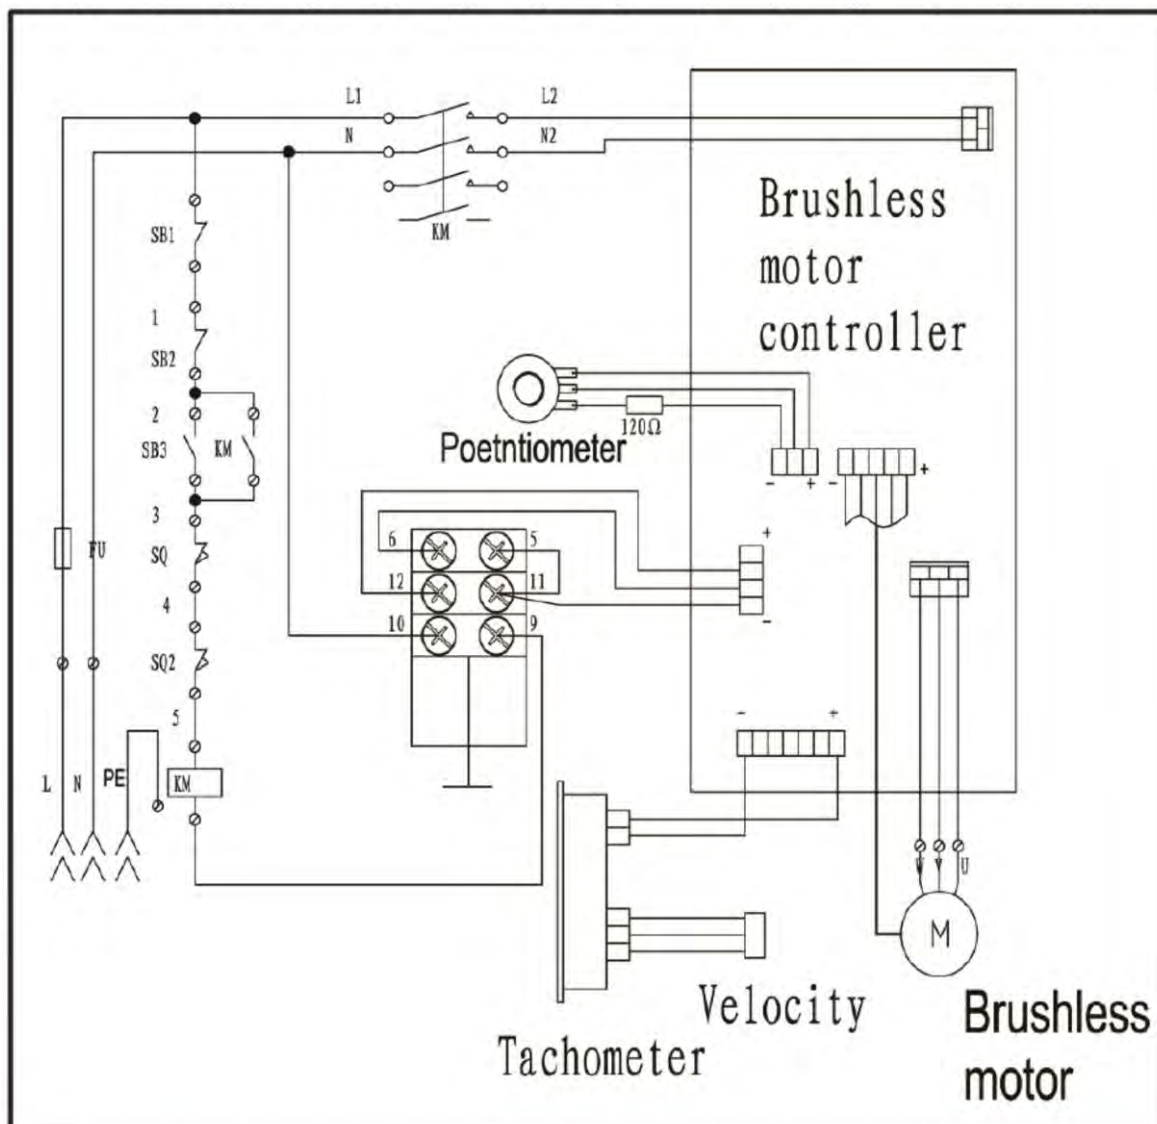 L1
L2
N
N2
KM
SB1
1
SB2
2
SB3
KM
3
SQ
4
SQ2
5
FU
L
N
PE
KM
Brushless
motor
controller
120Ω
Poetntiometer
-
+
-
+
6
5
12
11
10
9
+
-
-
+
V
V
U
M
Velocity
Tachometer
Brushless
motor